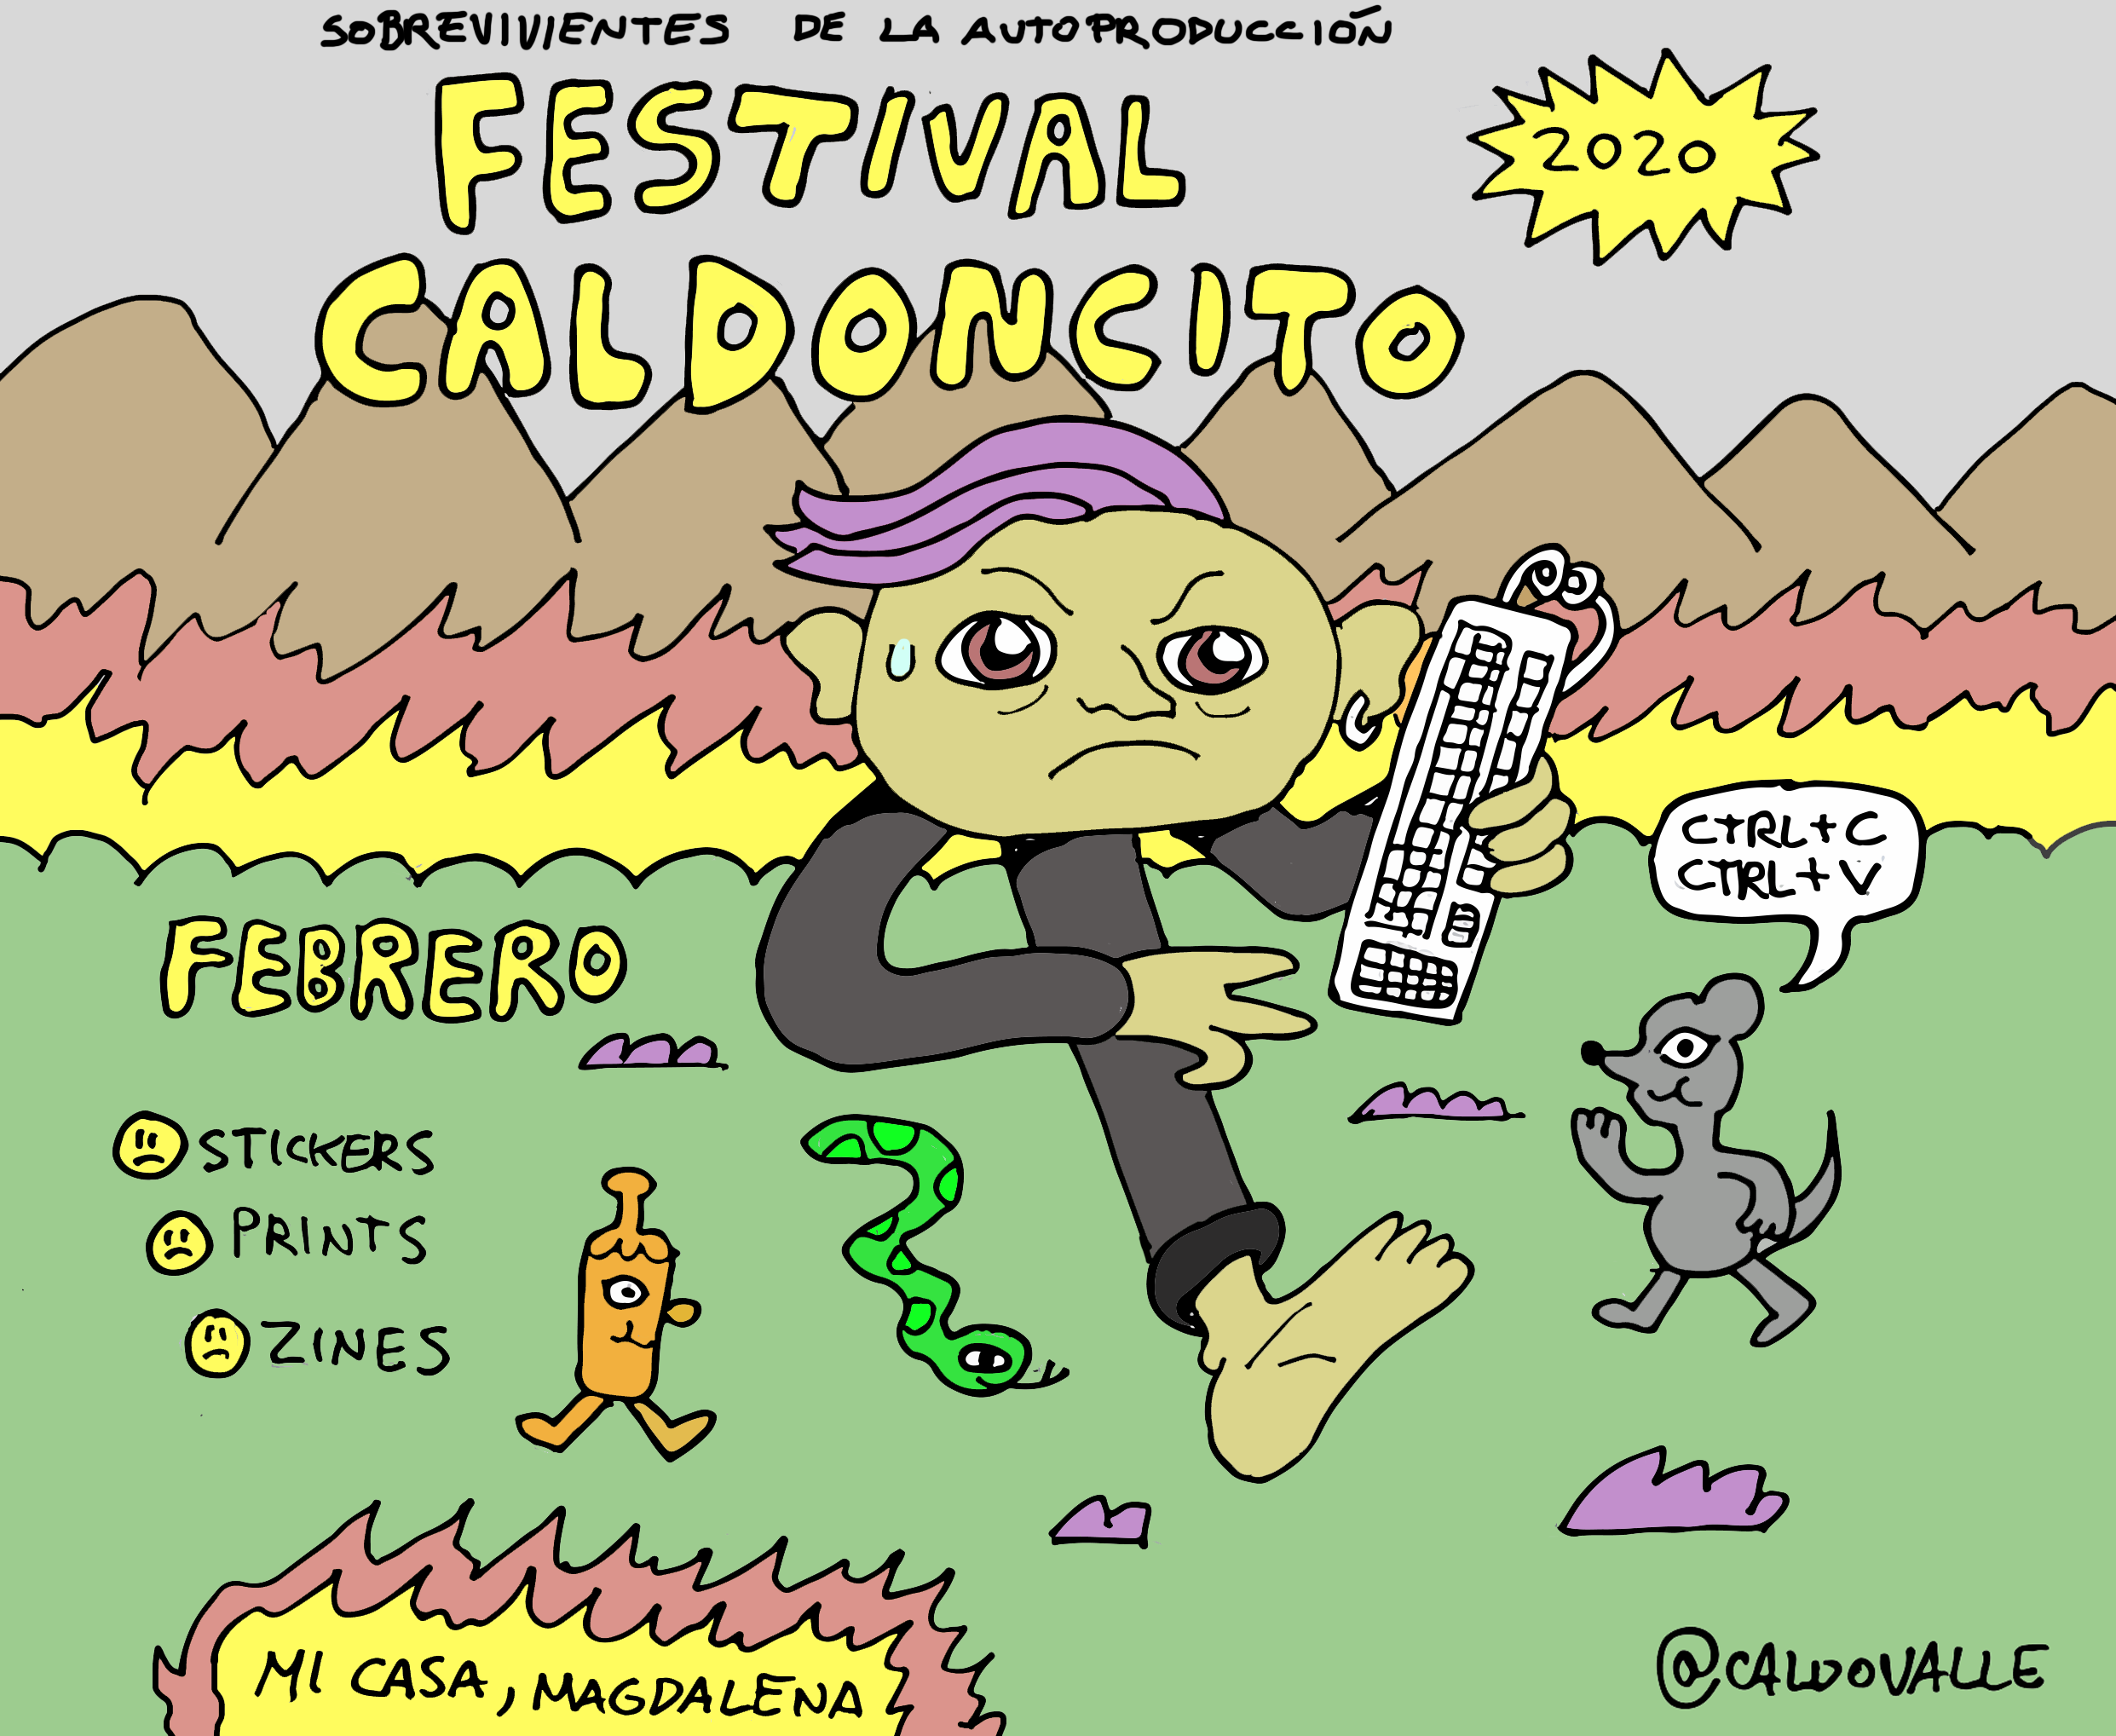 SOBREVIVIENTES DE LA AUTOPRODUCCIÓN
FESTIVAL
2020
CALDONCITO
CTRL+C
CTRL+V
FEBRERO
STICKERS
PRINTS
ZINES
MI CASA, MAGDALENA
@CALDOVALLE